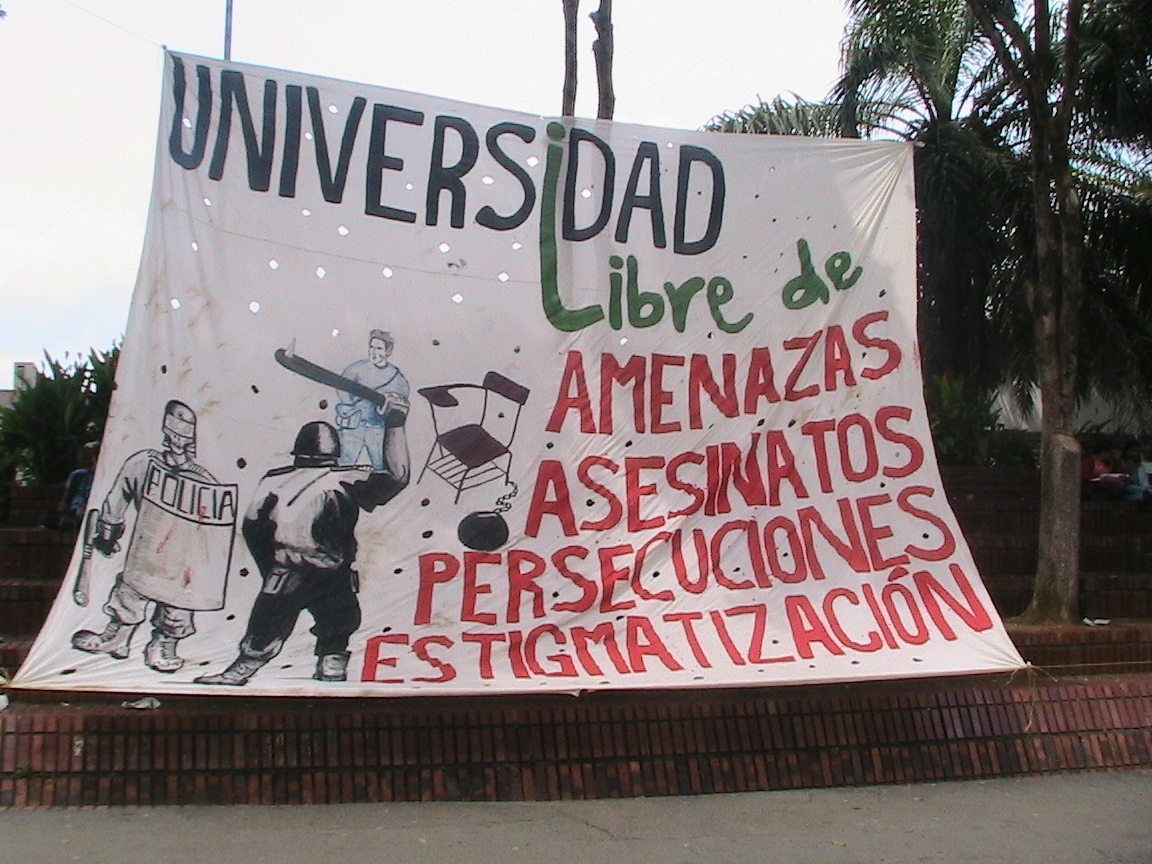 UNIVERSiDAD
Libre de
AMENAZAS
ASESINATOS
PERSECUCIONES
ESTIGMATIZACIÓN
POLICIA